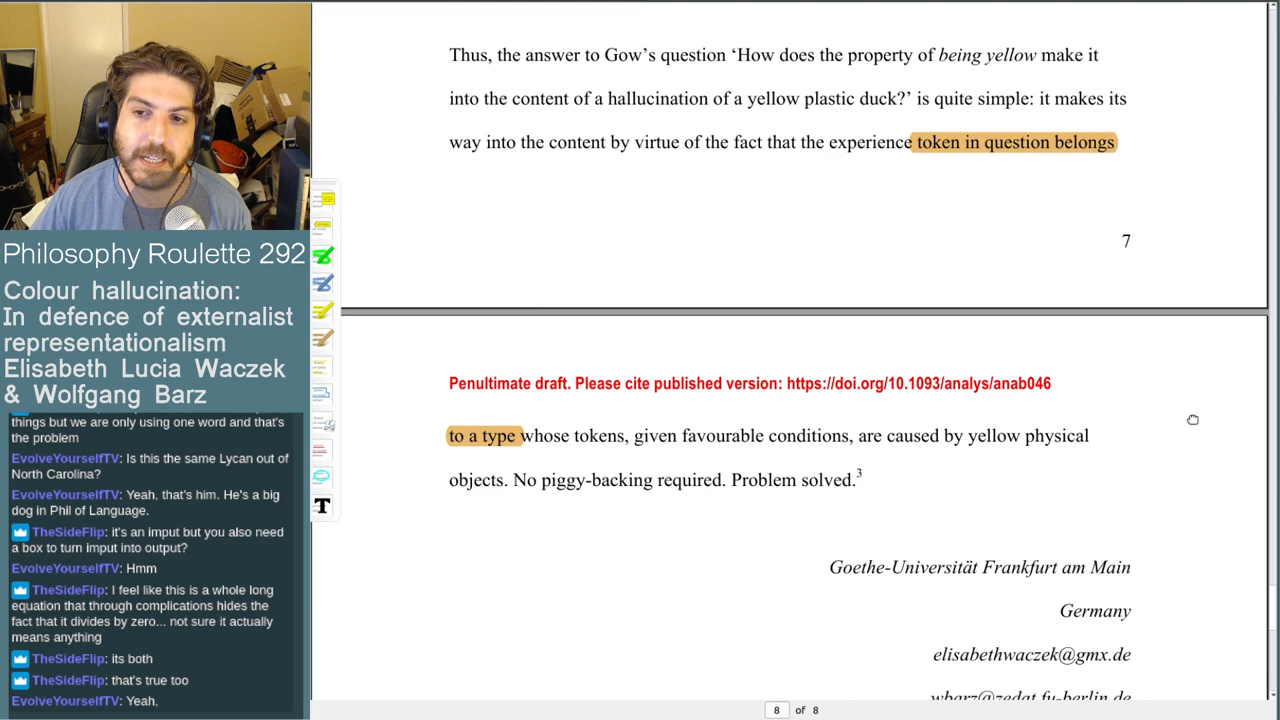 Philosophy Roulette 292
Colour hallucination:
In defence of externalist
representationalism
Elisabeth Lucia Waczek
& Wolfgang Barz
things but we are only using one word and that's
the problem
EvolveYourselfTV: Is this the same Lycan out of
North Carolina?
EvolveYourselfTV: Yeah, that's him. He's a big
dog in Phil of Language.
TheSideFlip: it's an imput but you also need
a box to turn imput into output?
EvolveYourselfTV: Hmm
TheSideFlip: I feel like this is a whole long
equation that through complications hides the
fact that it divides by zero... not sure it actually
means anything
TheSideFlip: its both
TheSideFlip: that's true too
EvolveYourselfTV: Yeah,
T
Thus, the answer to Gow's question ‘How does the property of being yellow make it
into the content of a hallucination of a yellow plastic duck?’ is quite simple: it makes its
way into the content by virtue of the fact that the experience token in question belongs
7
Penultimate draft. Please cite published version: https://doi.org/10.1093/analys/anab046
to a type whose tokens, given favourable conditions, are caused by yellow physical
objects. No piggy-backing required. Problem solved.3
Goethe-Universität Frankfurt am Main
Germany
elisabethwaczek@gmx.de
wbarz@zedat.fu-berlin.de
8 of 8